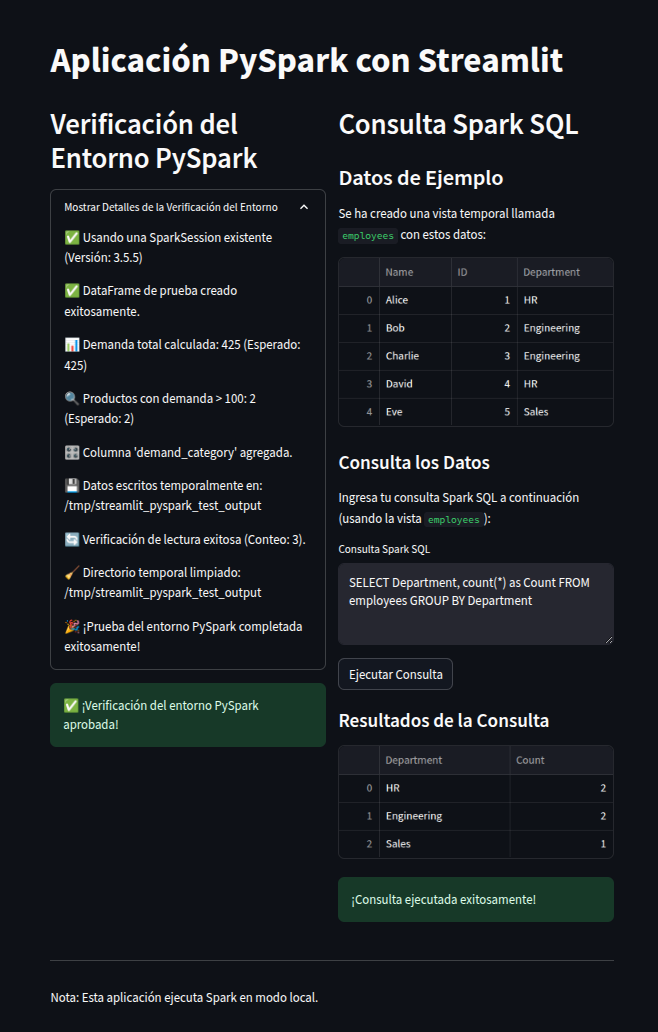 Aplicación PySpark con Streamlit
Verificación del
Entorno PySpark
Mostrar Detalles de la Verificación del Entorno
✅ Usando una SparkSession existente
(Versión: 3.5.5)
✅ DataFrame de prueba creado
exitosamente.
📊 Demanda total calculada: 425 (Esperado:
425)
🔍 Productos con demanda > 100: 2
(Esperado: 2)
🎛️ Columna 'demand_category' agregada.
💾 Datos escritos temporalmente en:
/tmp/streamlit_pyspark_test_output
🔄 Verificación de lectura exitosa (Conteo: 3).
🧹 Directorio temporal limpiado:
/tmp/streamlit_pyspark_test_output
🎉 ¡Prueba del entorno PySpark completada
exitosamente!
✅ ¡Verificación del entorno PySpark
aprobada!
Consulta Spark SQL
Datos de Ejemplo
Se ha creado una vista temporal llamada
employees con estos datos:
Name ID Department
0 Alice 1 HR
1 Bob 2 Engineering
2 Charlie 3 Engineering
3 David 4 HR
4 Eve 5 Sales
Consulta los Datos
Ingresa tu consulta Spark SQL a continuación
(usando la vista employees ):
Consulta Spark SQL
SELECT Department, count(*) as Count FROM
employees GROUP BY Department
Ejecutar Consulta
Resultados de la Consulta
Department Count
0 HR 2
1 Engineering 2
2 Sales 1
¡Consulta ejecutada exitosamente!
Nota: Esta aplicación ejecuta Spark en modo local.